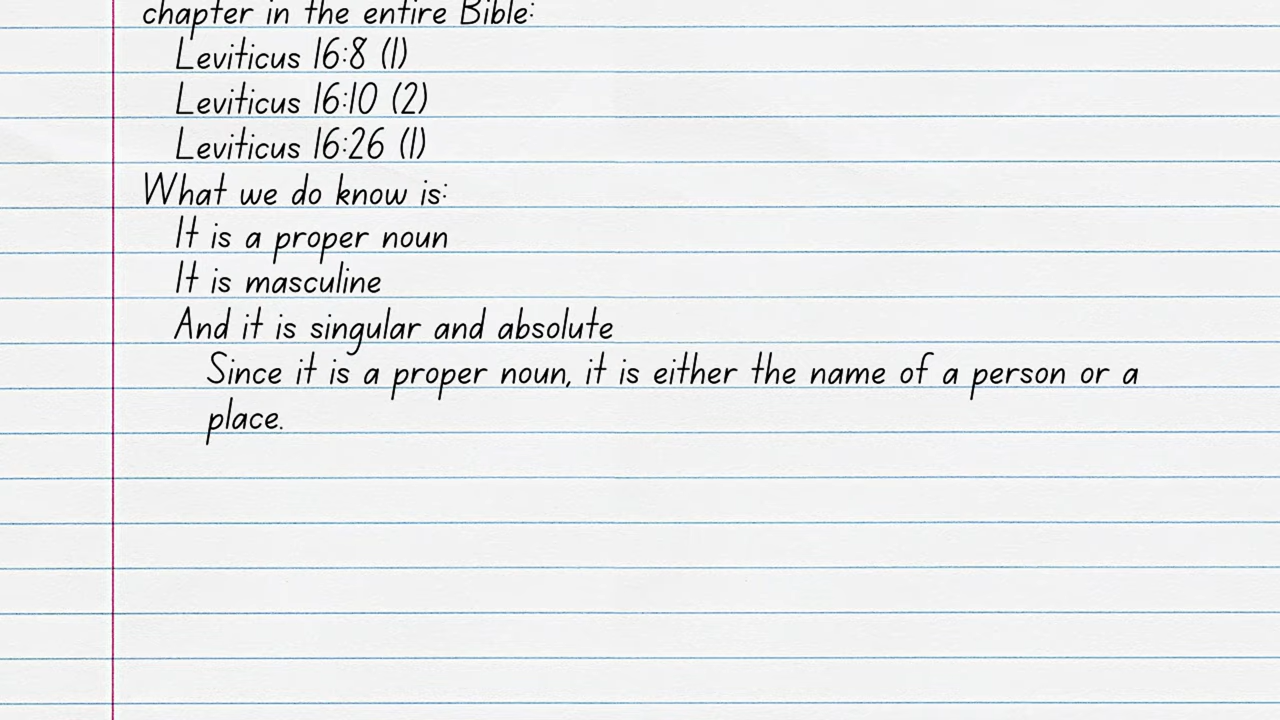 chapter in the entire Bible:
Leviticus 16:8 (1)
Leviticus 16:10 (2)
Leviticus 16:26 (1)
What we do know is:
It is a proper noun
It is masculine
And it is singular and absolute
Since it is a proper noun, it is either the name of a person or a
place.